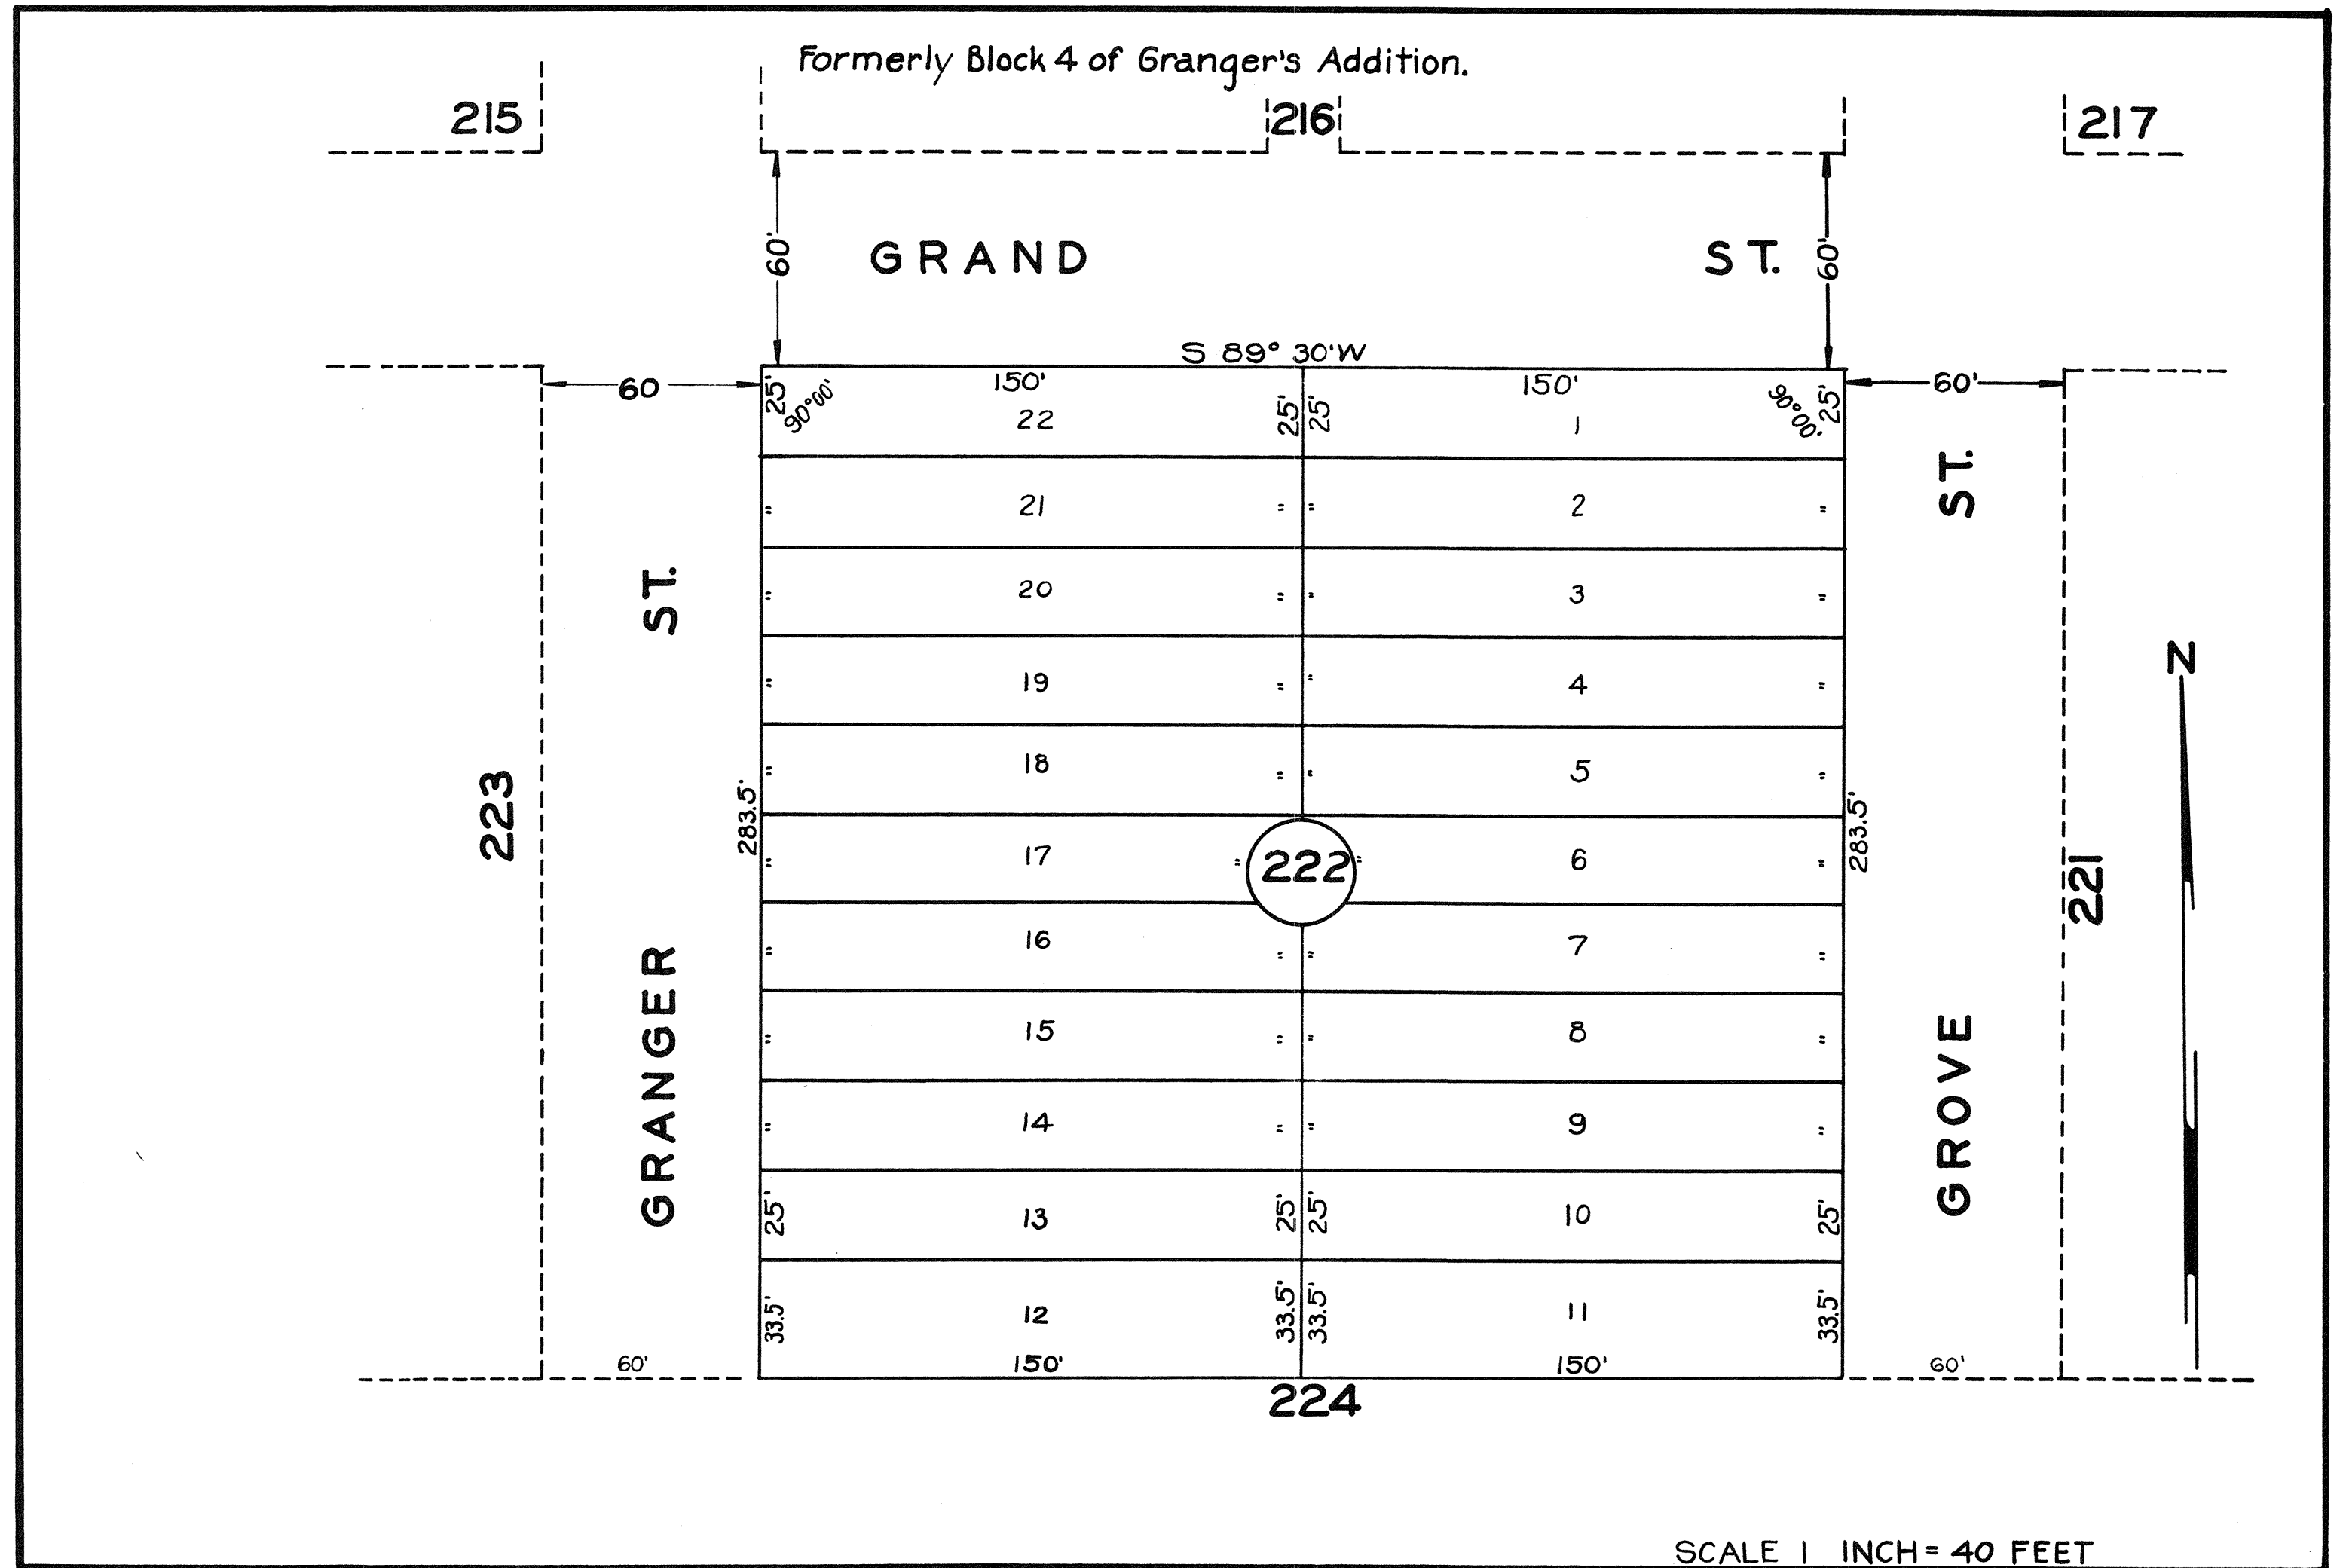 Formerly Block 4 of Granger's Addition.
215
216
217
60'
GRAND ST.
60'
S 89° 30' W
60
25'
90°00'
150'
150'
90°00'
25'
60'
22
25'
25'
1
ST.
" 21 " " 2 "
ST.
" 20 " " 3 "
" 19 " " 4 "
N
" 18 " " 5 "
223
283.5'
" 17 " 222 " 6 "
283.5'
221
" 16 " " 7 "
GRANGER
" 15 " " 8 "
GROVE
" 14 " " 9 "
25' 13 25' 25' 10 25'
33.5' 12 33.5' 33.5' 11 33.5'
60' 150' 150' 60'
224
SCALE 1 INCH = 40 FEET